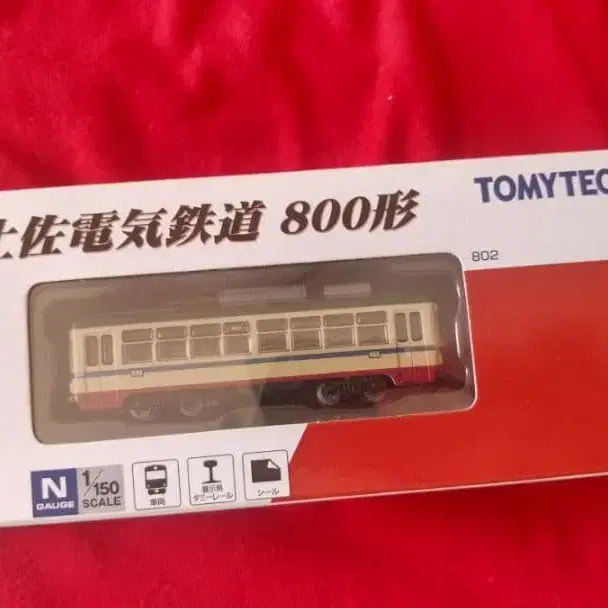 土佐電気鉄道 800形
TOMYTEC
802
N
GAUGE
1/150
SCALE
車両
展示用
ダミーレール
シール